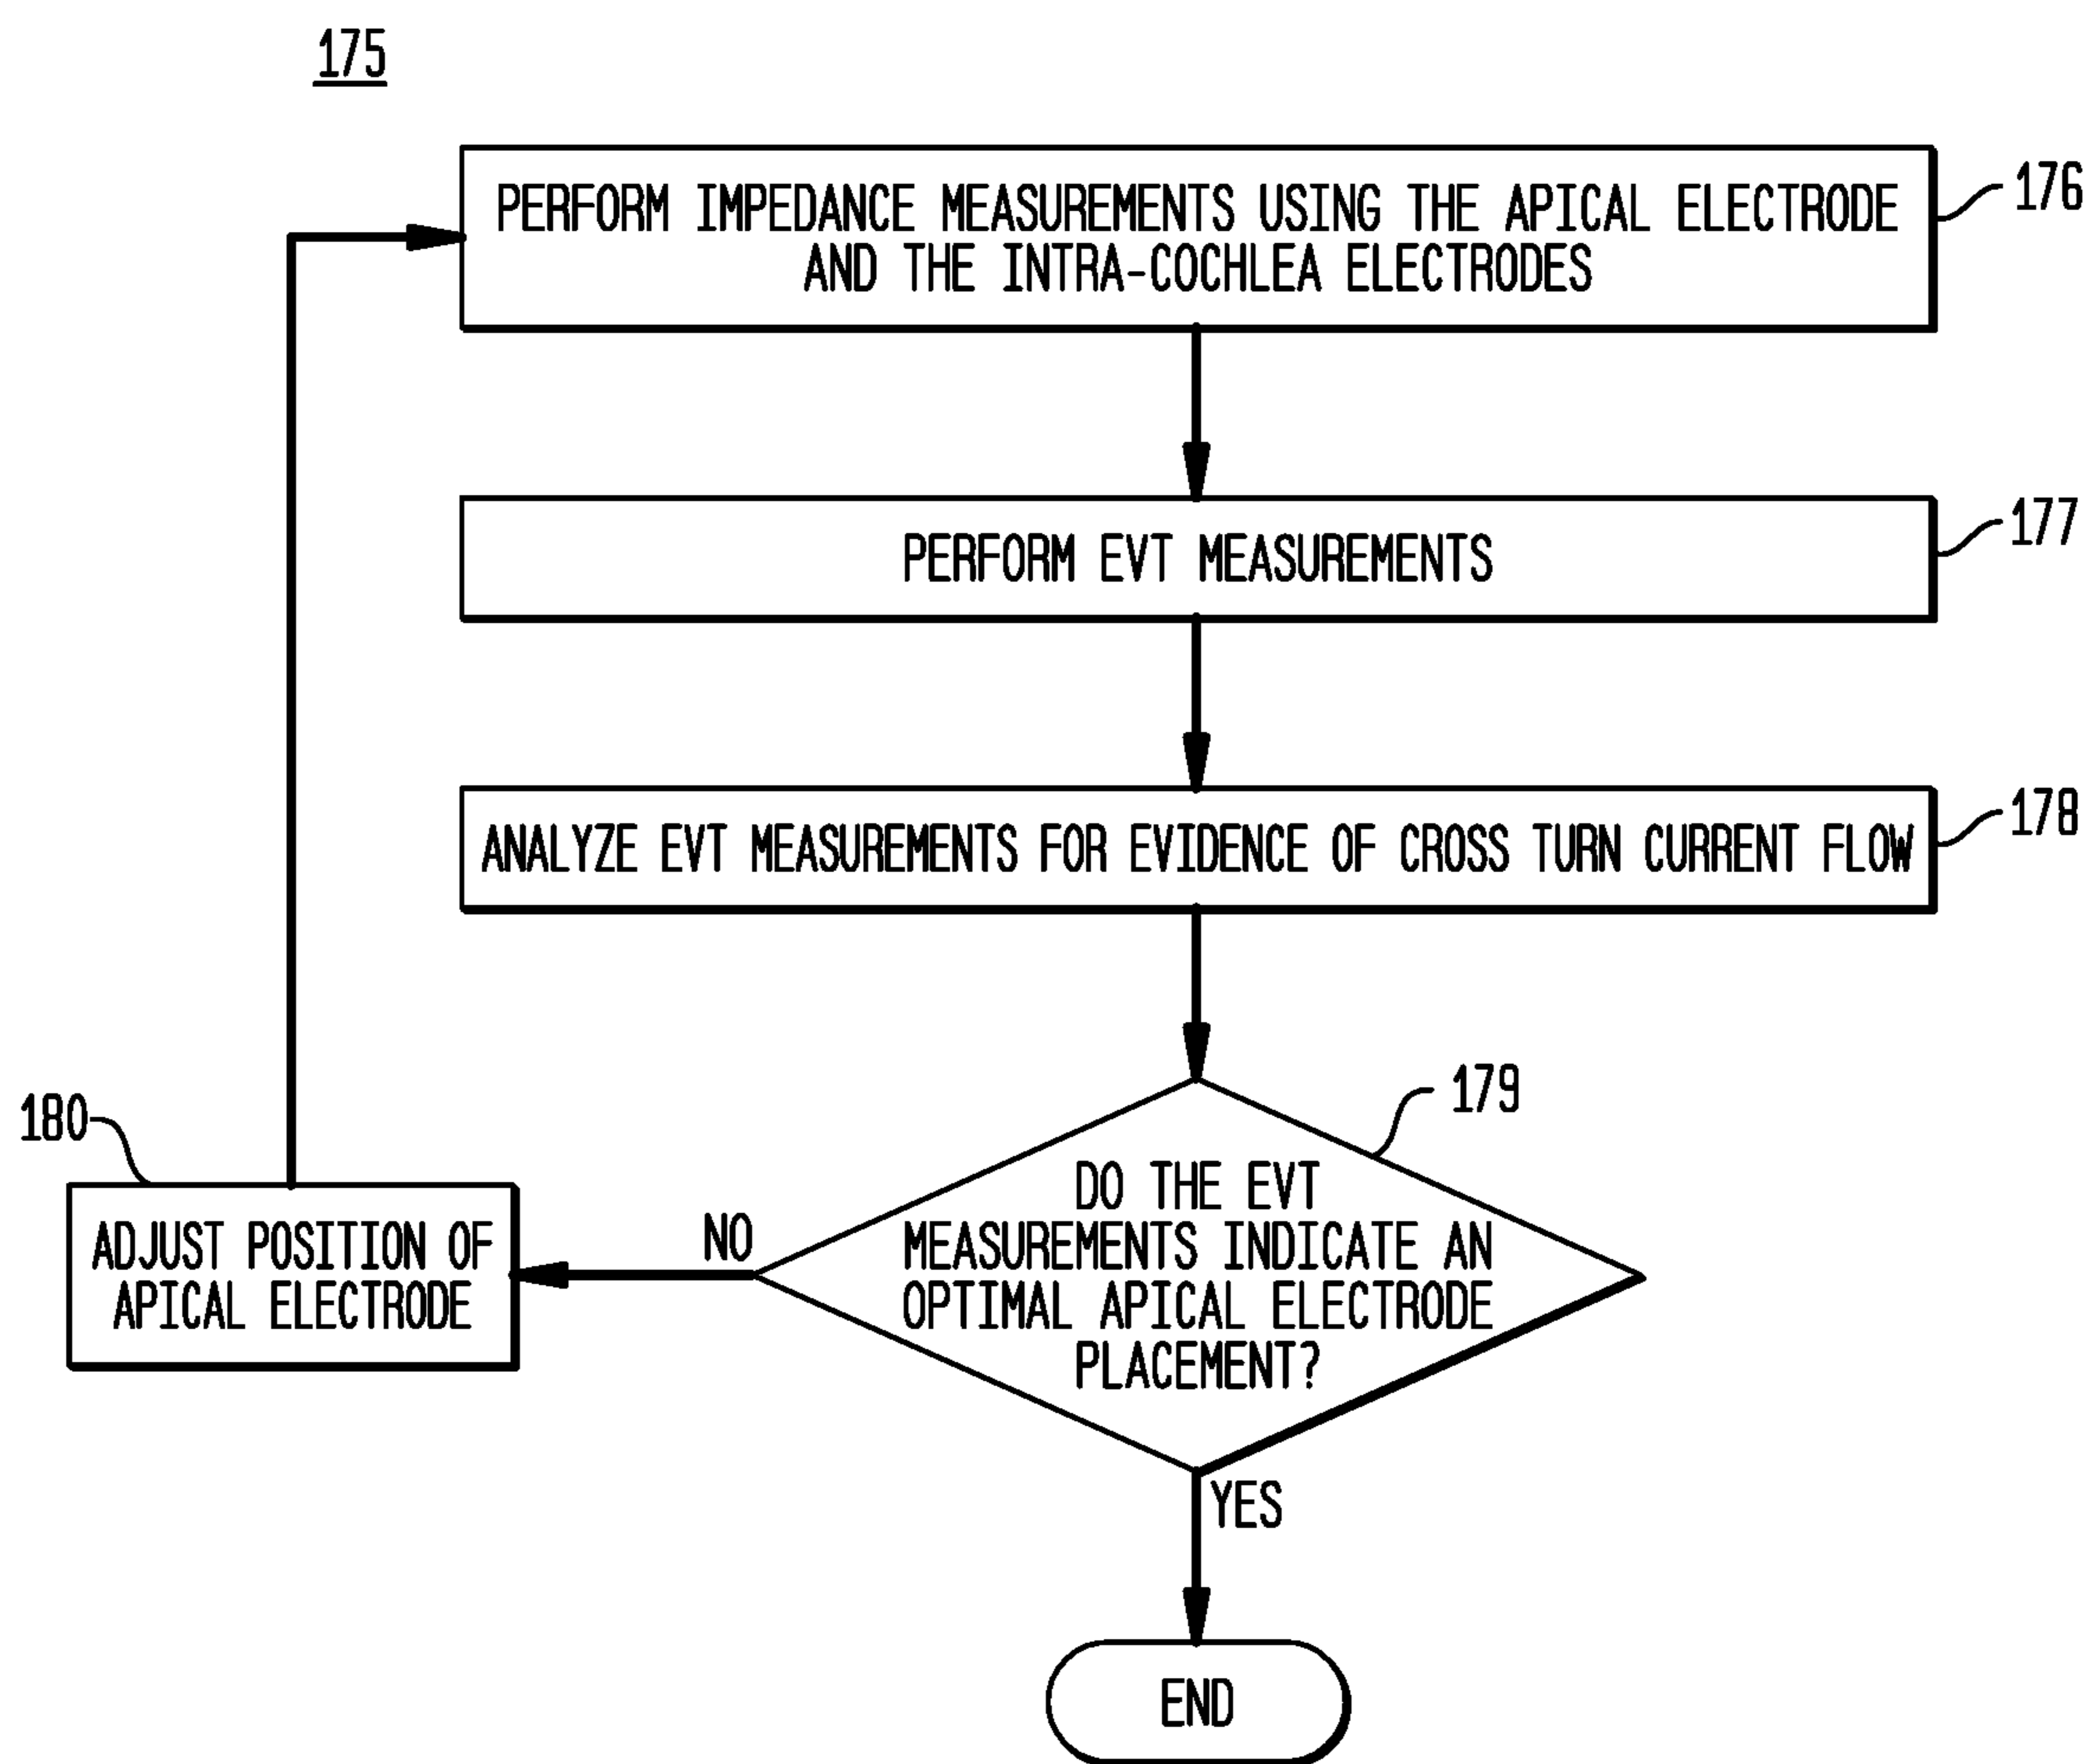 175
PERFORM IMPEDANCE MEASUREMENTS USING THE APICAL ELECTRODE
AND THE INTRA-COCHLEA ELECTRODES
176
PERFORM EVT MEASUREMENTS
177
ANALYZE EVT MEASUREMENTS FOR EVIDENCE OF CROSS TURN CURRENT FLOW
178
179
DO THE EVT
MEASUREMENTS INDICATE AN
OPTIMAL APICAL ELECTRODE
PLACEMENT?
NO
180
ADJUST POSITION OF
APICAL ELECTRODE
YES
END